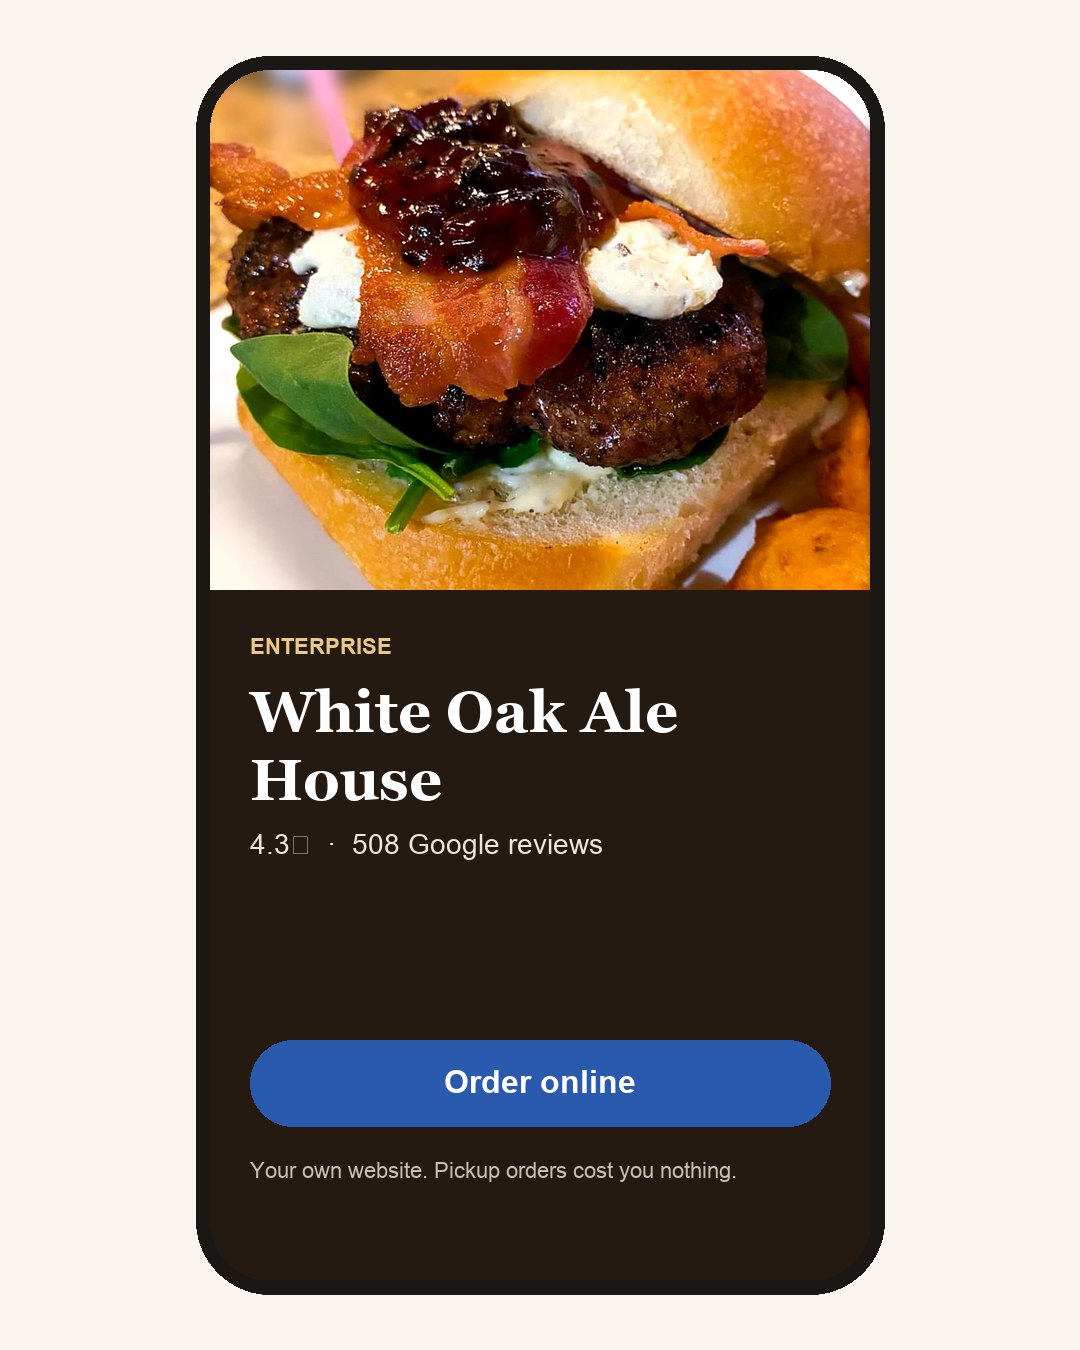 ENTERPRISE
White Oak Ale
House
4.3□ · 508 Google reviews
Order online
Your own website. Pickup orders cost you nothing.